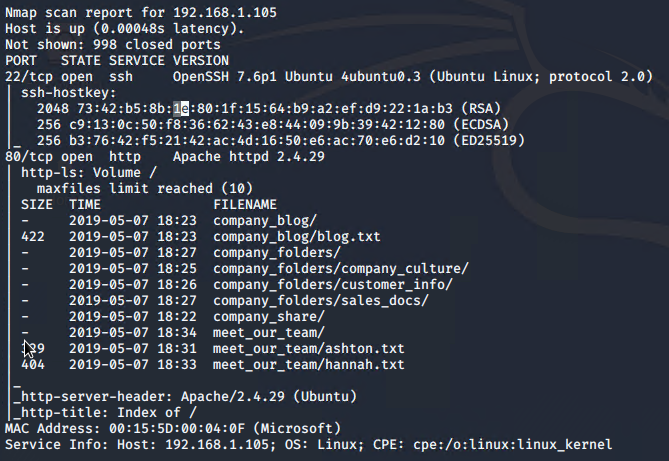 Nmap scan report for 192.168.1.105
Host is up (0.00048s latency).
Not shown: 998 closed ports
PORT   STATE SERVICE VERSION
22/tcp open  ssh     OpenSSH 7.6p1 Ubuntu 4ubuntu0.3 (Ubuntu Linux; protocol 2.0)
| ssh-hostkey:
|   2048 73:42:b5:8b:1e:80:1f:15:64:b9:a2:ef:d9:22:1a:b3 (RSA)
|   256 c9:13:0c:50:f8:36:62:43:e8:44:09:9b:39:42:12:80 (ECDSA)
|_  256 b3:76:42:f5:21:42:ac:4d:16:50:e6:ac:70:e6:d2:10 (ED25519)
80/tcp open  http    Apache httpd 2.4.29
| http-ls: Volume /
|   maxfiles limit reached (10)
| SIZE  TIME              FILENAME
| -     2019-05-07 18:23  company_blog/
| 422   2019-05-07 18:23  company_blog/blog.txt
| -     2019-05-07 18:27  company_folders/
| -     2019-05-07 18:25  company_folders/company_culture/
| -     2019-05-07 18:26  company_folders/customer_info/
| -     2019-05-07 18:27  company_folders/sales_docs/
| -     2019-05-07 18:22  company_share/
| -     2019-05-07 18:34  meet_our_team/
| 2019-05-07 18:31  meet_our_team/ashton.txt
| 404   2019-05-07 18:33  meet_our_team/hannah.txt
|_
|_http-server-header: Apache/2.4.29 (Ubuntu)
|_http-title: Index of /
MAC Address: 00:15:5D:00:04:0F (Microsoft)
Service Info: Host: 192.168.1.105; OS: Linux; CPE: cpe:/o:linux:linux_kernel